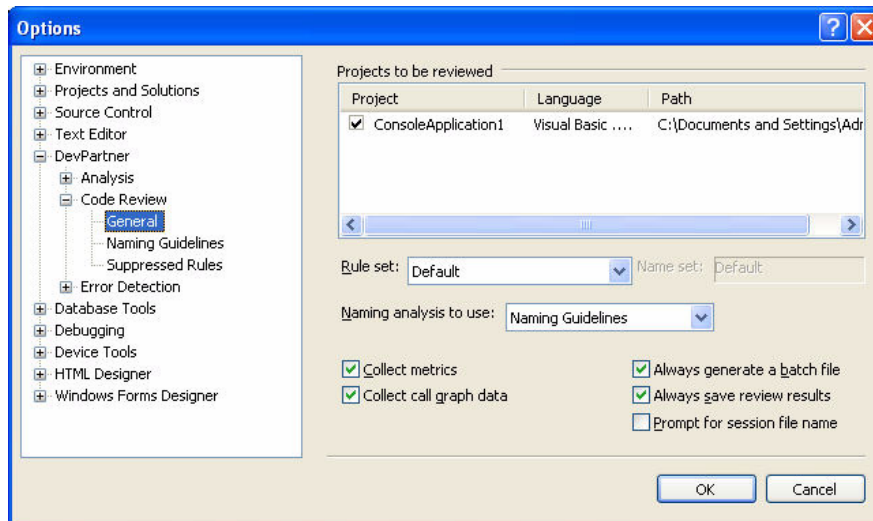 Options
Environment
Projects and Solutions
Source Control
Text Editor
DevPartner
Analysis
Code Review
General
Naming Guidelines
Suppressed Rules
Error Detection
Database Tools
Debugging
Device Tools
HTML Designer
Windows Forms Designer
Projects to be reviewed
Project Language Path
ConsoleApplication1 Visual Basic .... C:\Documents and Settings\Adr
Rule set: Default Name set: Default
Naming analysis to use: Naming Guidelines
Collect metrics Always generate a batch file
Collect call graph data Always save review results
Prompt for session file name
OK Cancel